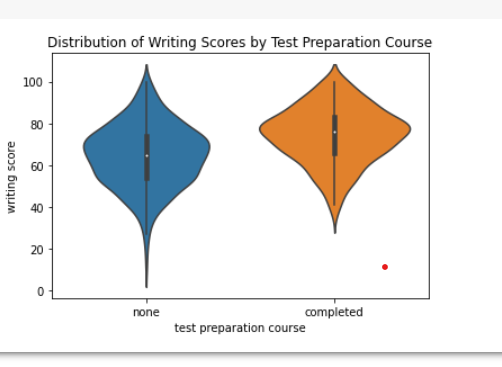 Distribution of Writing Scores by Test Preparation Course
writing score
100
80
60
40
20
0
none
completed
test preparation course